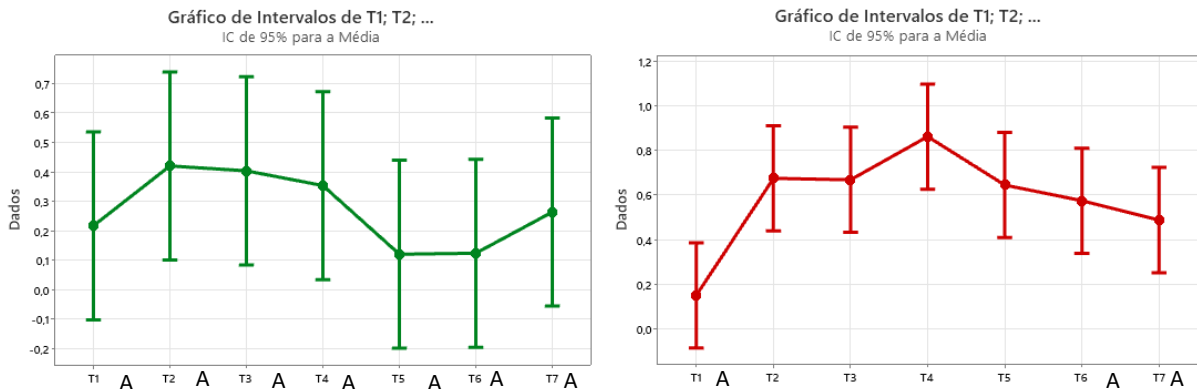 Gráfico de Intervalos de T1; T2; ...
IC de 95% para a Média
0,7
0,6
0,5
0,4
0,3
0,2
0,1
0,0
-0,1
-0,2
Dados
T1 A T2 A T3 A T4 A T5 A T6 A T7 A
Gráfico de Intervalos de T1; T2; ...
IC de 95% para a Média
1,2
1,0
0,8
0,6
0,4
0,2
0,0
Dados
T1 A T2 T3 T4 T5 T6 A T7 A